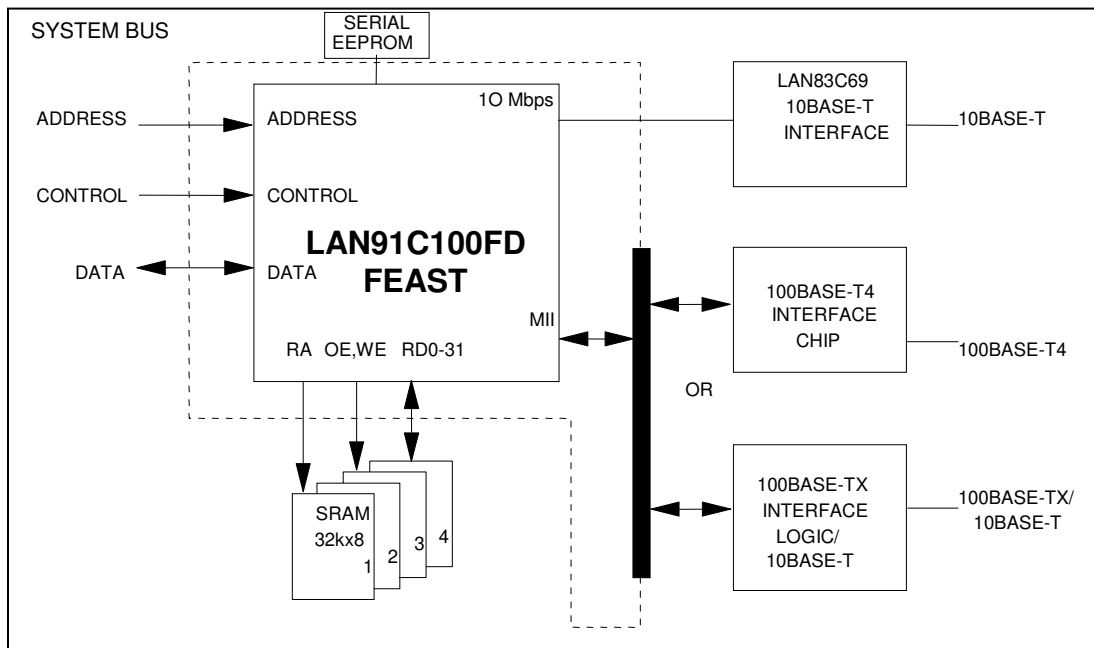 SYSTEM BUS
SERIAL
EEPROM
ADDRESS
CONTROL
DATA
10 Mbps
ADDRESS
CONTROL
LAN91C100FD
FEAST
DATA
MII
RA OE,WE RD0-31
SRAM
32kx8
1
2
3
4
LAN83C69
10BASE-T
INTERFACE
10BASE-T
100BASE-T4
INTERFACE
CHIP
100BASE-T4
OR
100BASE-TX
INTERFACE
LOGIC/
10BASE-T
100BASE-TX/
10BASE-T